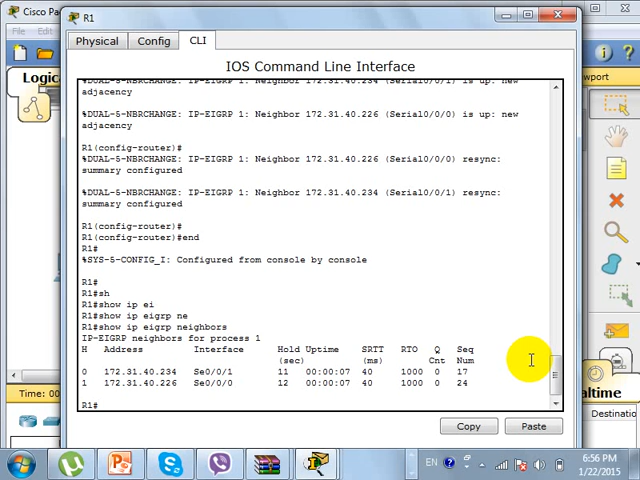 Cisco Pa
R1
File
Ed
Logica
Physical
Config
CLI
IOS Command Line Interface
%DUAL-5-NBRCHANGE: IP-EIGRP 1: Neighbor 172.31.40.234 (Serial0/0/1) is up: new
adjacency
%DUAL-5-NBRCHANGE: IP-EIGRP 1: Neighbor 172.31.40.226 (Serial0/0/0) is up: new
adjacency
R1(config-router)#
%DUAL-5-NBRCHANGE: IP-EIGRP 1: Neighbor 172.31.40.226 (Serial0/0/0) resync:
summary configured
%DUAL-5-NBRCHANGE: IP-EIGRP 1: Neighbor 172.31.40.234 (Serial0/0/1) resync:
summary configured
R1(config-router)#
R1(config-router)#end
R1#
%SYS-5-CONFIG_I: Configured from console by console
R1#
R1#sh
R1#show ip ei
R1#show ip eigrp ne
R1#show ip eigrp neighbors
IP-EIGRP neighbors for process 1
H Address Interface Hold Uptime SRTT RTO Q Seq
(sec) (ms) Cnt Num
0 172.31.40.234 Se0/0/1 11 00:00:07 40 1000 0 17
1 172.31.40.226 Se0/0/0 12 00:00:07 40 1000 0 24
R1#
Copy
Paste
ewport
Time: 00
ealtime
Destinatio
EN
6:56 PM
1/22/2015